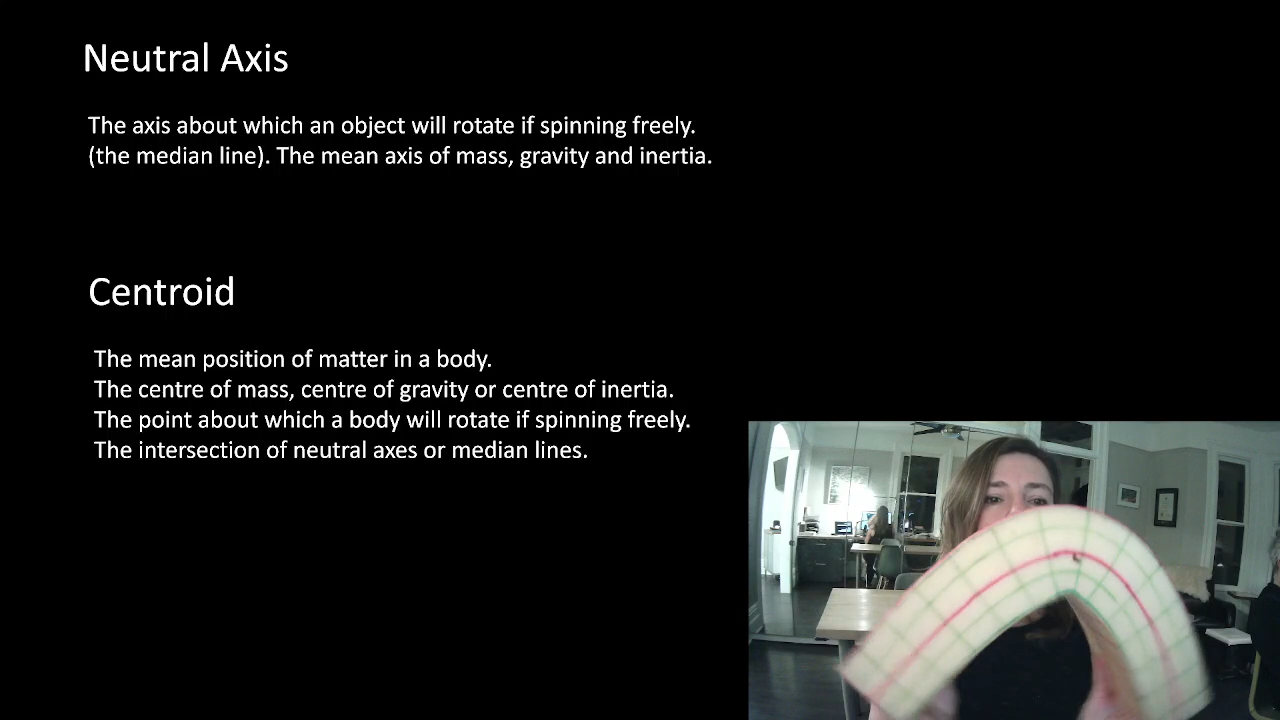 Neutral Axis
The axis about which an object will rotate if spinning freely.
(the median line). The mean axis of mass, gravity and inertia.
Centroid
The mean position of matter in a body.
The centre of mass, centre of gravity or centre of inertia.
The point about which a body will rotate if spinning freely.
The intersection of neutral axes or median lines.